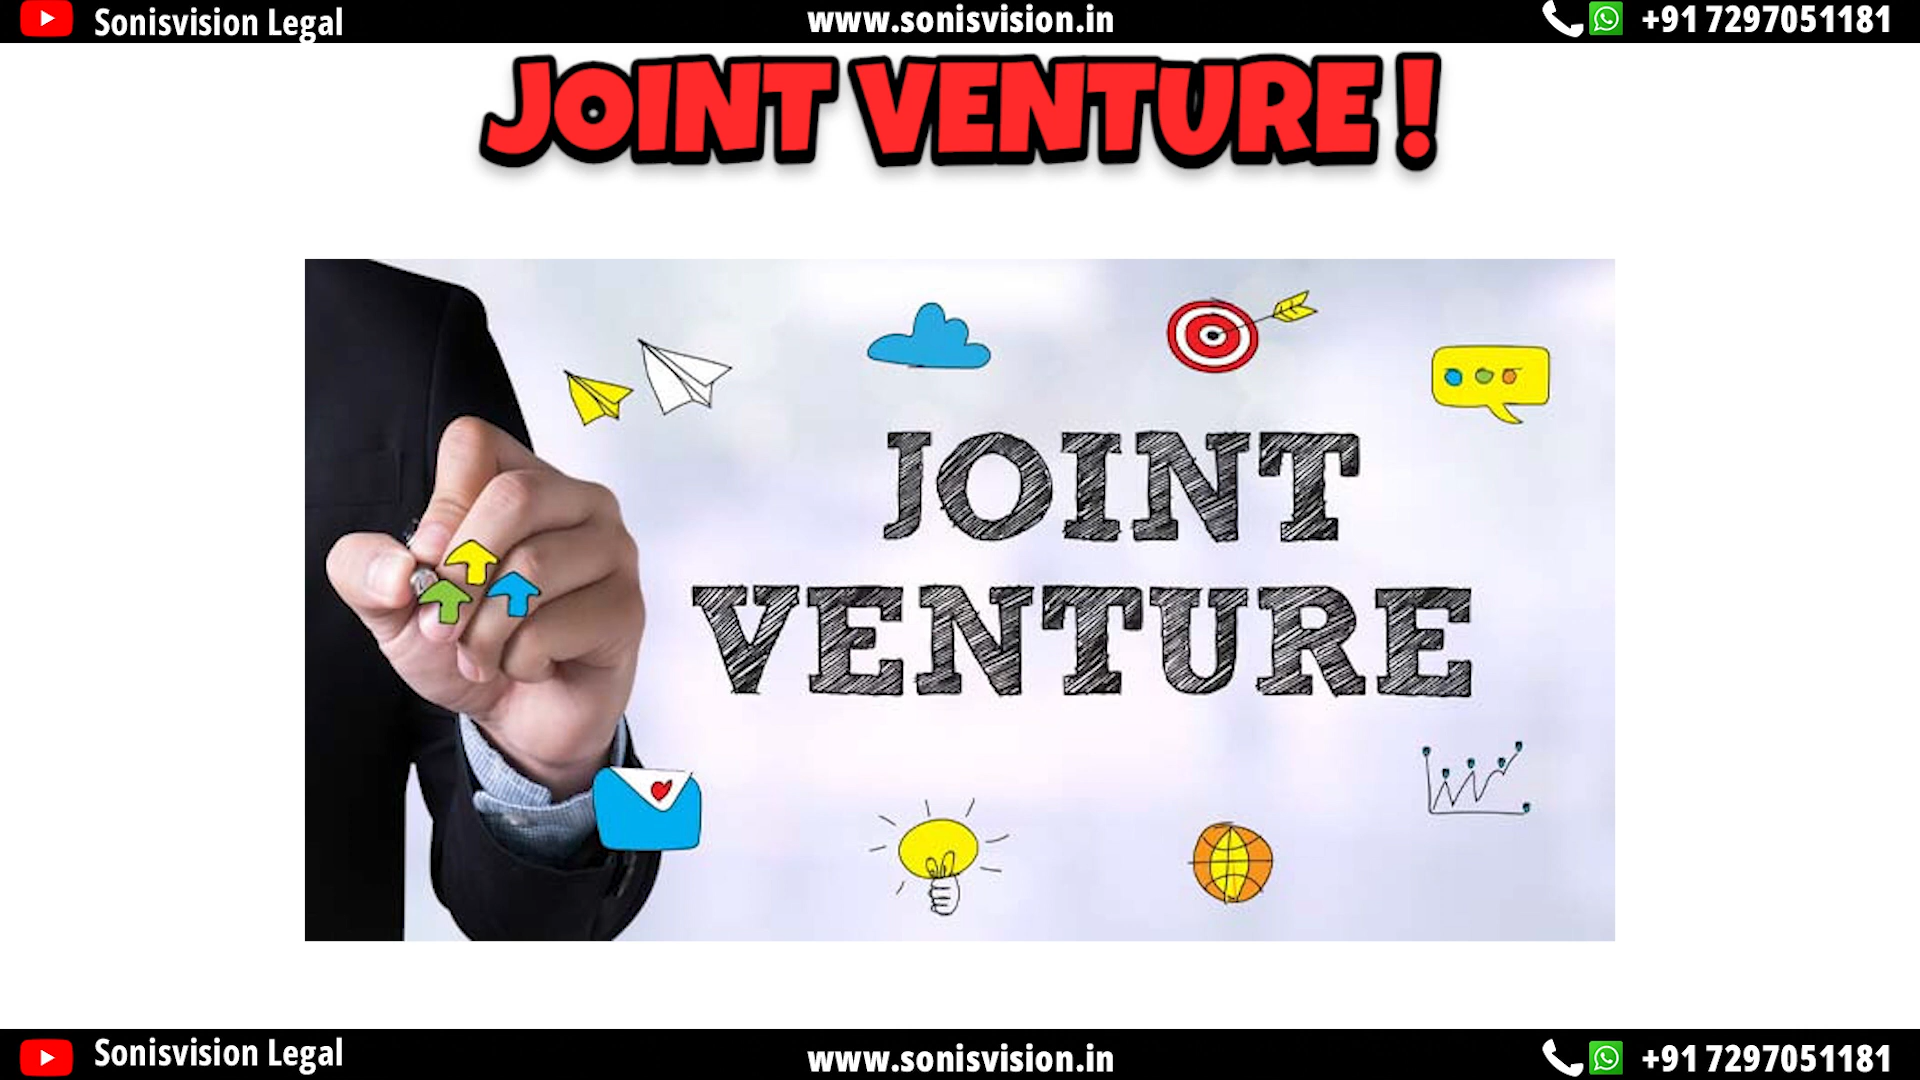 Sonisvision Legal
www.sonisvision.in
+91 7297051181
JOINT VENTURE !
JOINT
VENTURE
Sonisvision Legal
www.sonisvision.in
+91 7297051181